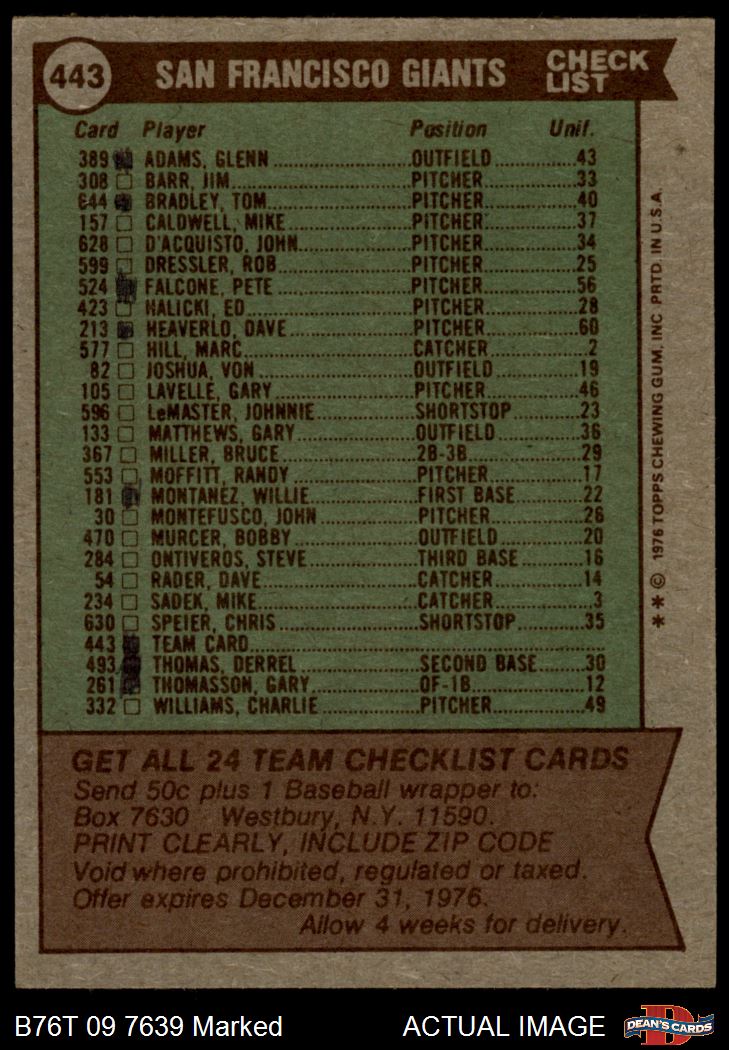 443 SAN FRANCISCO GIANTS CHECK LIST
Card Player Position Unif.
389 ADAMS, GLENN OUTFIELD 43
308 BARR, JIM PITCHER 33
644 BRADLEY, TOM PITCHER 40
157 CALDWELL, MIKE PITCHER 37
628 D'ACQUISTO, JOHN PITCHER 34
599 DRESSLER, ROB PITCHER 25
524 FALCONE, PETE PITCHER 56
423 HALICKI, ED PITCHER 28
213 HEAVERLO, DAVE PITCHER 60
577 HILL, MARC CATCHER 2
82 JOSHUA, VON OUTFIELD 19
105 LAVELLE, GARY PITCHER 46
596 LeMASTER, JOHNNIE SHORTSTOP 23
133 MATTHEWS, GARY OUTFIELD 36
367 MILLER, BRUCE 2B-3B 29
553 MOFFITT, RANDY PITCHER 17
181 MONTANEZ, WILLIE FIRST BASE 22
30 MONTEFUSCO, JOHN PITCHER 26
470 MURCER, BOBBY OUTFIELD 20
284 ONTIVEROS, STEVE THIRD BASE 16
54 RADER, DAVE CATCHER 14
234 SADEK, MIKE CATCHER 3
630 SPEIER, CHRIS SHORTSTOP 35
443 TEAM CARD
493 THOMAS, DERREL SECOND BASE 30
261 THOMASSON, GARY OF-1B 12
332 WILLIAMS, CHARLIE PITCHER 49
**© 1976 TOPPS CHEWING GUM, INC PRTD. IN U.S.A.
GET ALL 24 TEAM CHECKLIST CARDS
Send 50c plus 1 Baseball wrapper to:
Box 7630 Westbury, N.Y. 11590.
PRINT CLEARLY, INCLUDE ZIP CODE
Void where prohibited, regulated or taxed.
Offer expires December 31, 1976.
Allow 4 weeks for delivery.
B76T 09 7639 Marked ACTUAL IMAGE DEAN'S CARDS